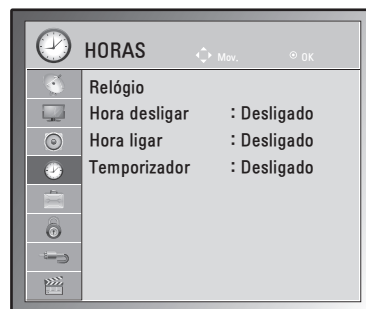 HORAS Mov. OK
Relógio
Hora desligar : Desligado
Hora ligar : Desligado
Temporizador : Desligado